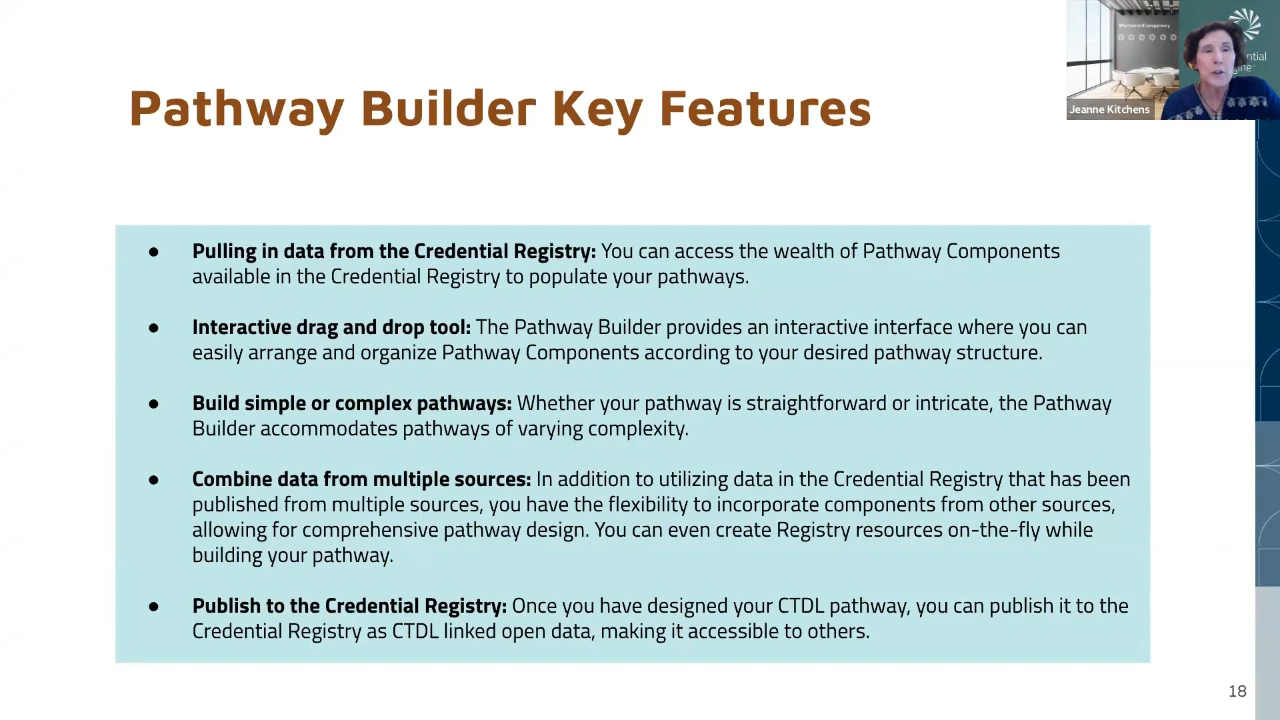 Pathway Builder Key Features
Jeanne Kitchens
● Pulling in data from the Credential Registry: You can access the wealth of Pathway Components
available in the Credential Registry to populate your pathways.
● Interactive drag and drop tool: The Pathway Builder provides an interactive interface where you can
easily arrange and organize Pathway Components according to your desired pathway structure.
● Build simple or complex pathways: Whether your pathway is straightforward or intricate, the Pathway
Builder accommodates pathways of varying complexity.
● Combine data from multiple sources: In addition to utilizing data in the Credential Registry that has been
published from multiple sources, you have the flexibility to incorporate components from other sources,
allowing for comprehensive pathway design. You can even create Registry resources on-the-fly while
building your pathway.
● Publish to the Credential Registry: Once you have designed your CTDL pathway, you can publish it to the
Credential Registry as CTDL linked open data, making it accessible to others.
18